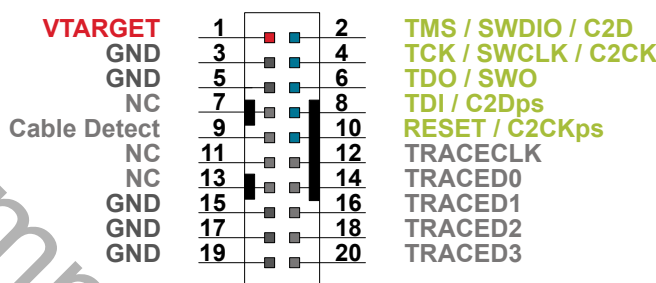 VTARGET 1 2 TMS / SWDIO / C2D
GND 3 4 TCK / SWCLK / C2CK
GND 5 6 TDO / SWO
NC 7 8 TDI / C2Dps
Cable Detect 9 10 RESET / C2CKps
NC 11 12 TRACECLK
NC 13 14 TRACED0
GND 15 16 TRACED1
GND 17 18 TRACED2
GND 19 20 TRACED3